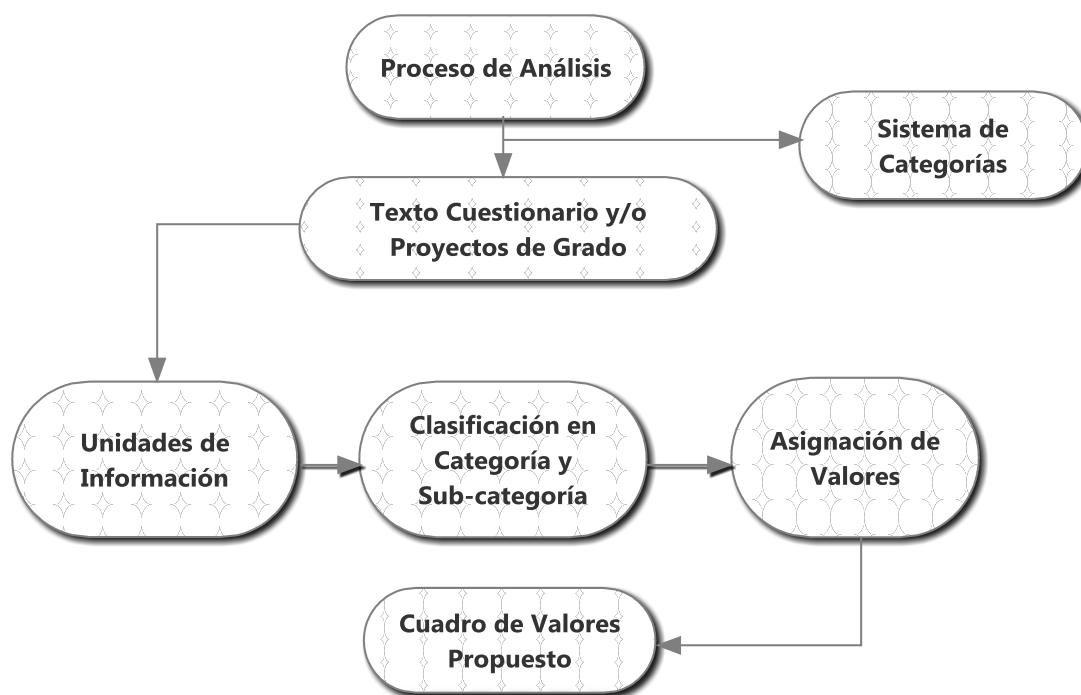 Proceso de Análisis
Sistema de
Categorías
Texto Cuestionario y/o
Proyectos de Grado
Unidades de
Información
Clasificación en
Categoría y
Sub-categoría
Asignación de
Valores
Cuadro de Valores
Propuesto